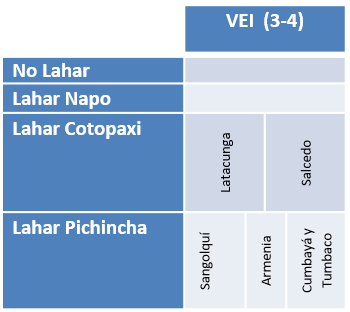 VEI (3-4)
No Lahar
Lahar Napo
Lahar Cotopaxi
Latacunga
Salcedo
Lahar Pichincha
Sangolquí
Armenia
Cumbayá y
Tumbaco